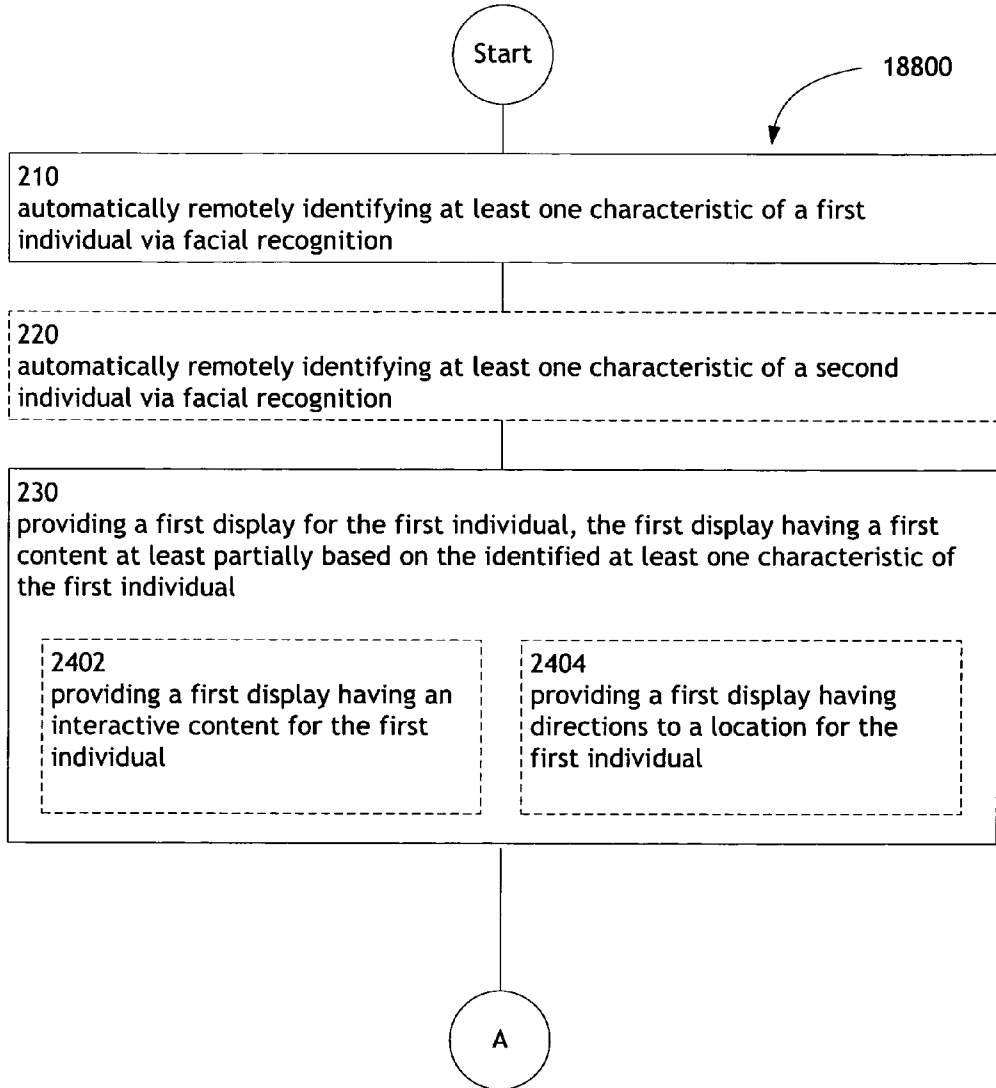 Start
18800
210
automatically remotely identifying at least one characteristic of a first
individual via facial recognition
220
automatically remotely identifying at least one characteristic of a second
individual via facial recognition
230
providing a first display for the first individual, the first display having a first
content at least partially based on the identified at least one characteristic of
the first individual
2402
providing a first display having an
interactive content for the first
individual
2404
providing a first display having
directions to a location for the
first individual
A